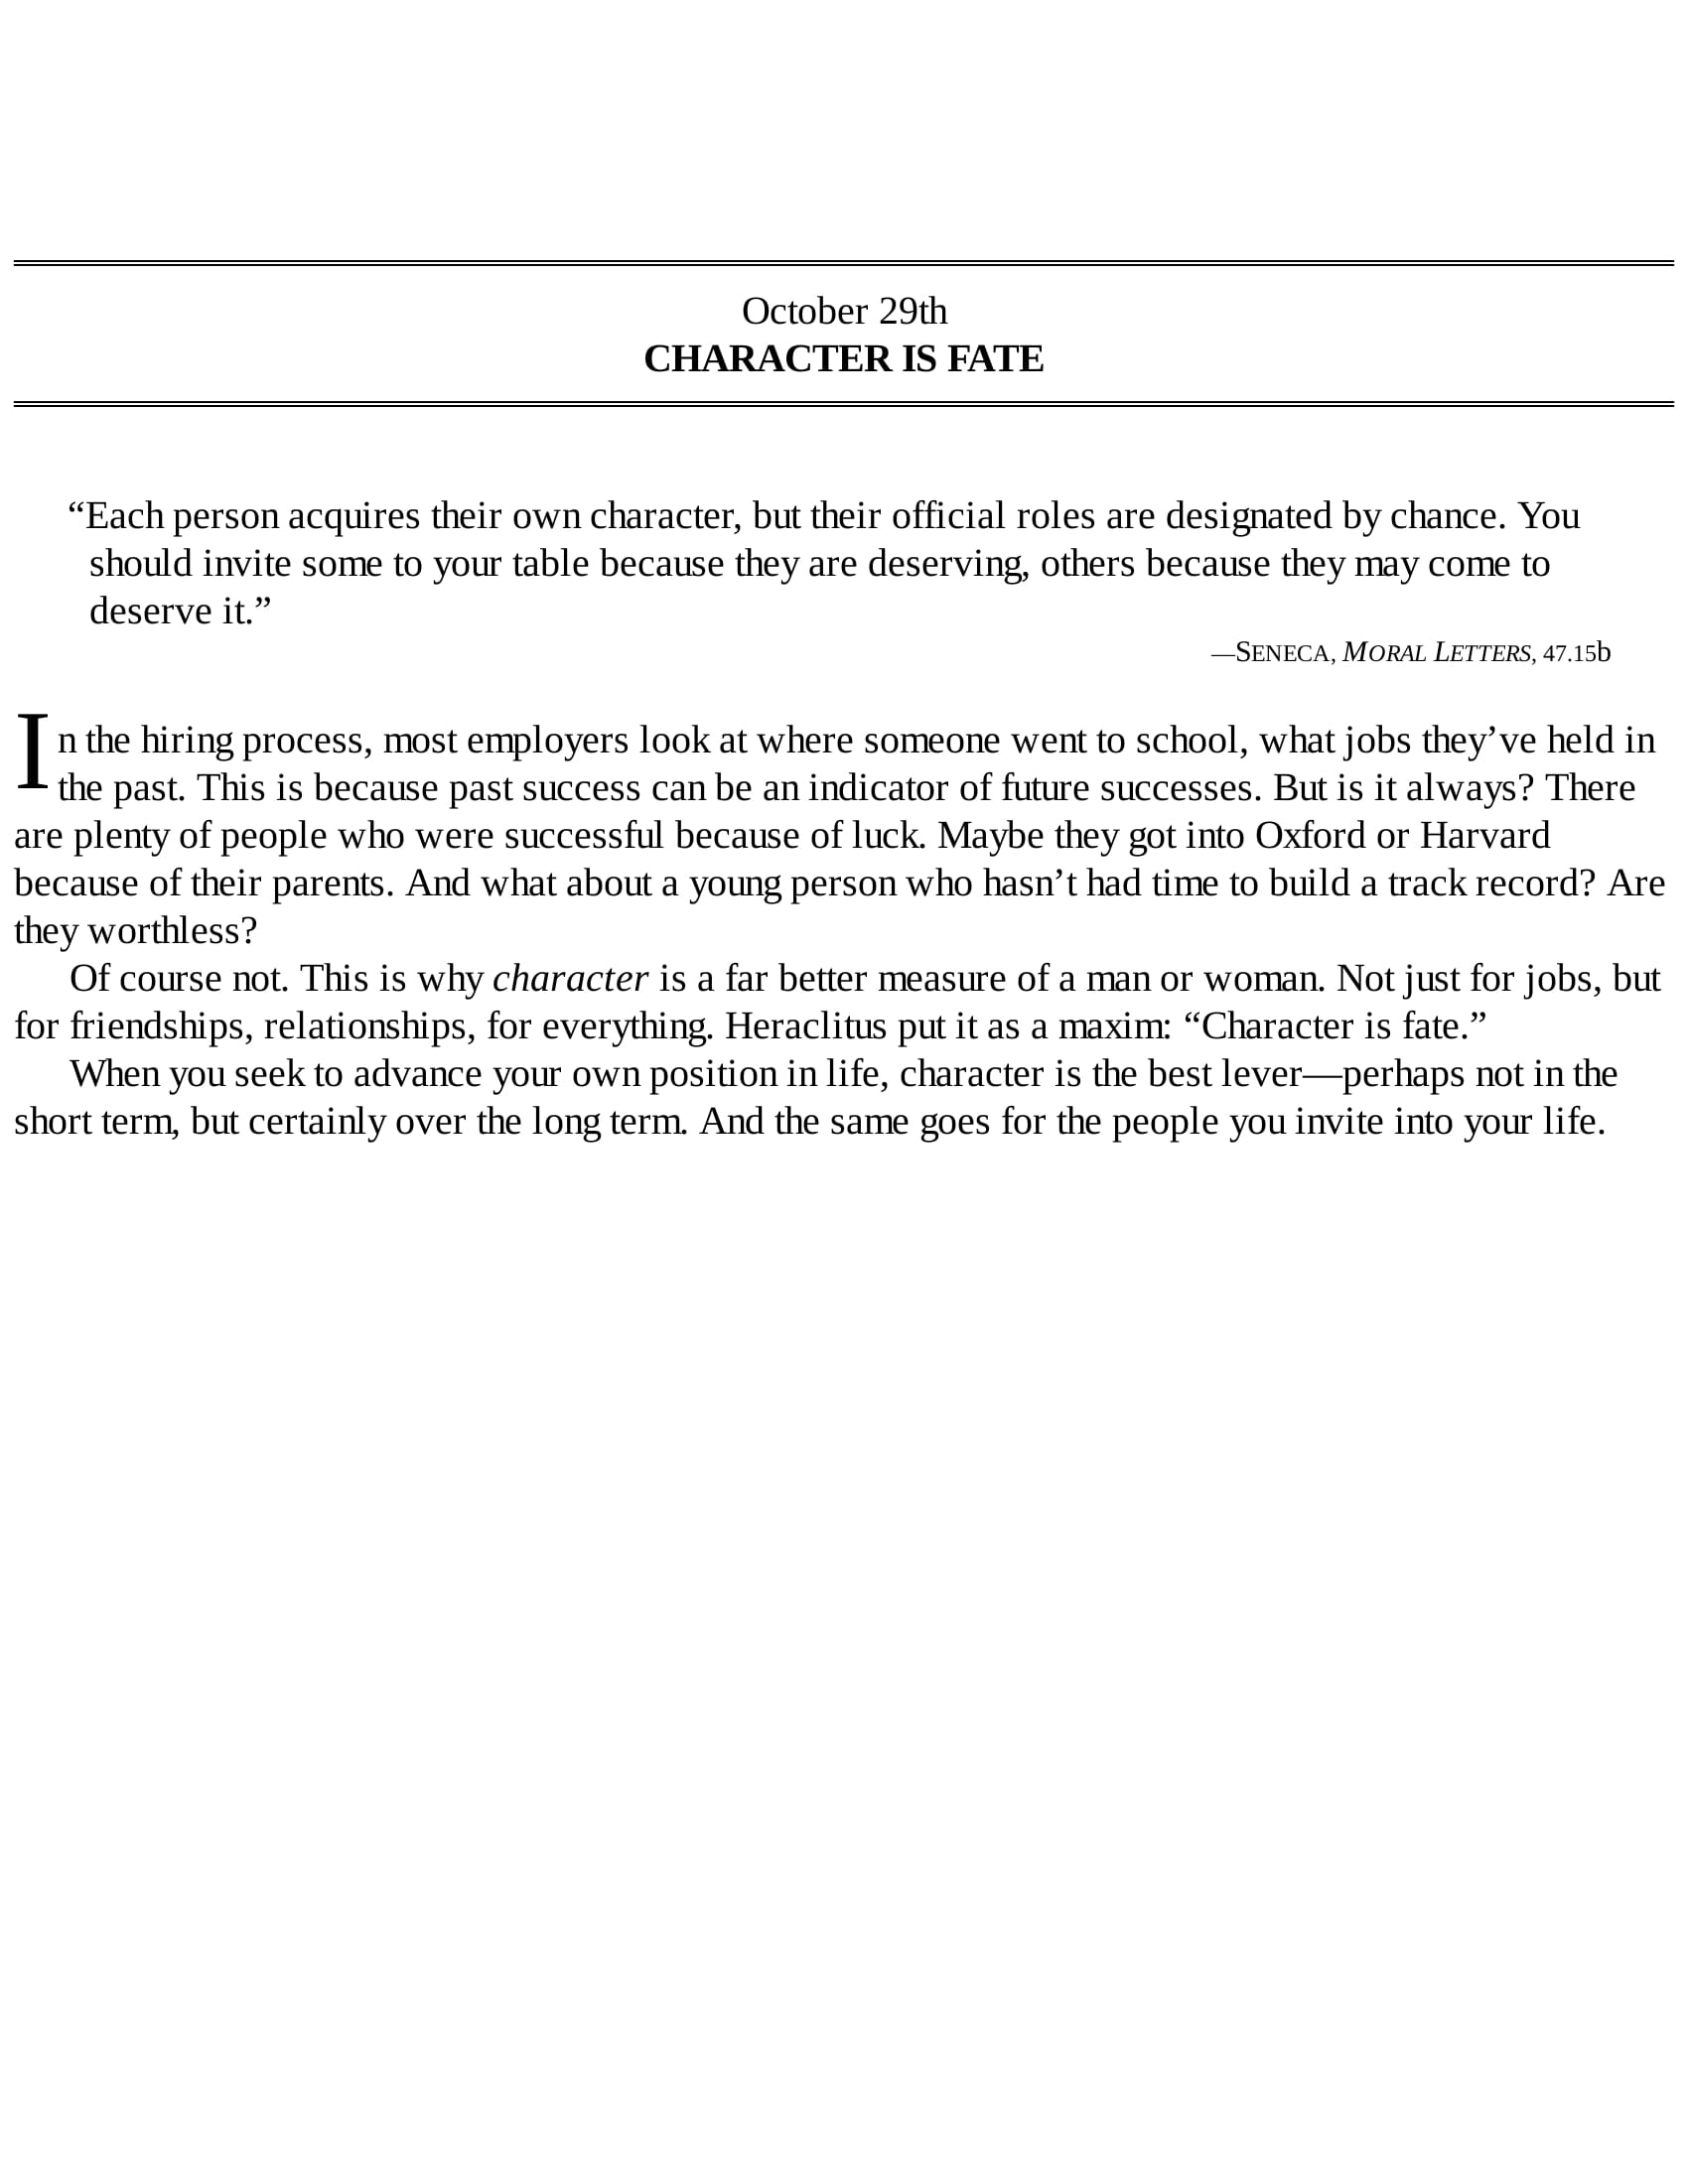 October 29th
CHARACTER IS FATE
“Each person acquires their own character, but their official roles are designated by chance. You
should invite some to your table because they are deserving, others because they may come to
deserve it.”
—SENECA, MORAL LETTERS, 47.15b
In the hiring process, most employers look at where someone went to school, what jobs they’ve held in
the past. This is because past success can be an indicator of future successes. But is it always? There
are plenty of people who were successful because of luck. Maybe they got into Oxford or Harvard
because of their parents. And what about a young person who hasn’t had time to build a track record? Are
they worthless?
Of course not. This is why character is a far better measure of a man or woman. Not just for jobs, but
for friendships, relationships, for everything. Heraclitus put it as a maxim: “Character is fate.”
When you seek to advance your own position in life, character is the best lever—perhaps not in the
short term, but certainly over the long term. And the same goes for the people you invite into your life.